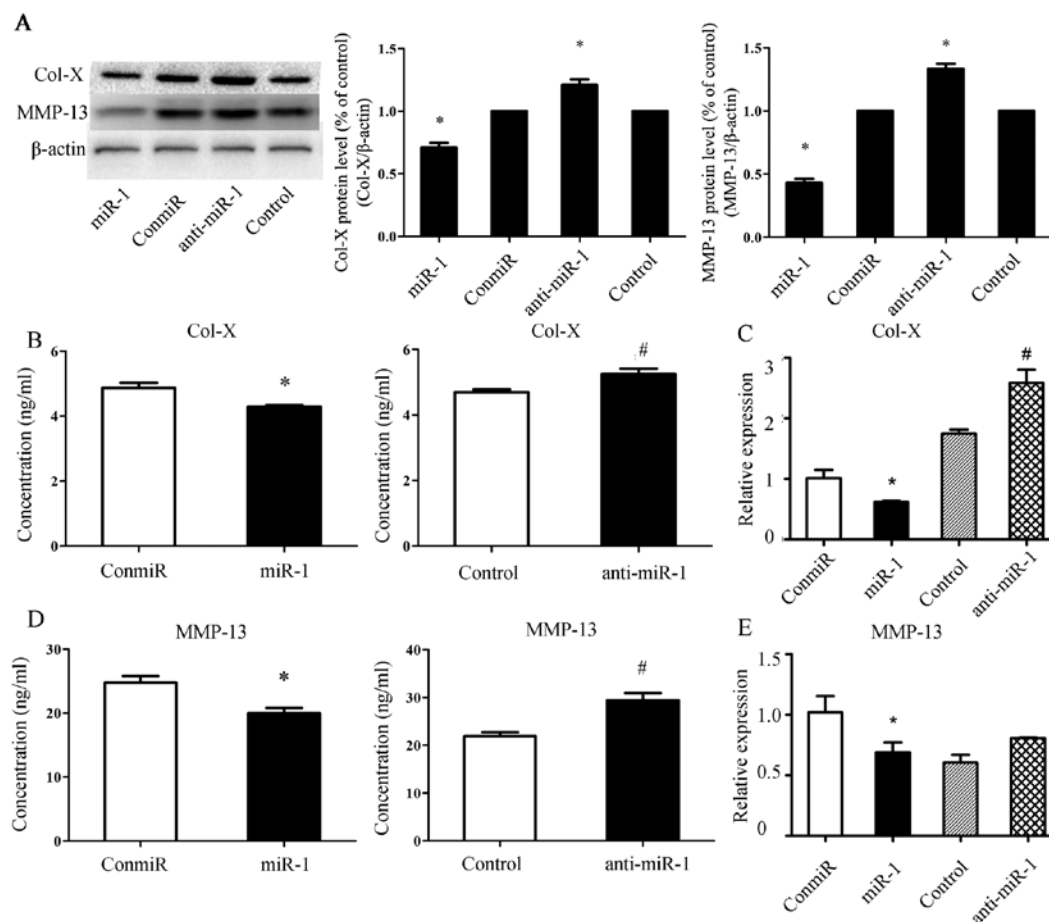 A
Col-X
MMP-13
β-actin
miR-1
ConmiR
anti-miR-1
Control
Col-X protein level (% of control)
(Col-X/β-actin)
1.5
1.0
0.5
0.0
*
*
miR-1
ConmiR
anti-miR-1
Control
MMP-13 protein level (% of control)
(MMP-13/β-actin)
1.5
1.0
0.5
0.0
*
*
miR-1
ConmiR
anti-miR-1
Control
B
Col-X
Concentration (ng/ml)
6
4
2
0
*
ConmiR
miR-1
Col-X
Concentration (ng/ml)
6
4
2
0
#
Control
anti-miR-1
C
Col-X
Relative expression
3
2
1
0
*
#
ConmiR
miR-1
Control
anti-miR-1
D
MMP-13
Concentration (ng/ml)
30
20
10
0
*
ConmiR
miR-1
MMP-13
Concentration (ng/ml)
40
30
20
10
0
#
Control
anti-miR-1
E
MMP-13
Relative expression
1.5
1.0
0.5
0
*
ConmiR
miR-1
Control
anti-miR-1